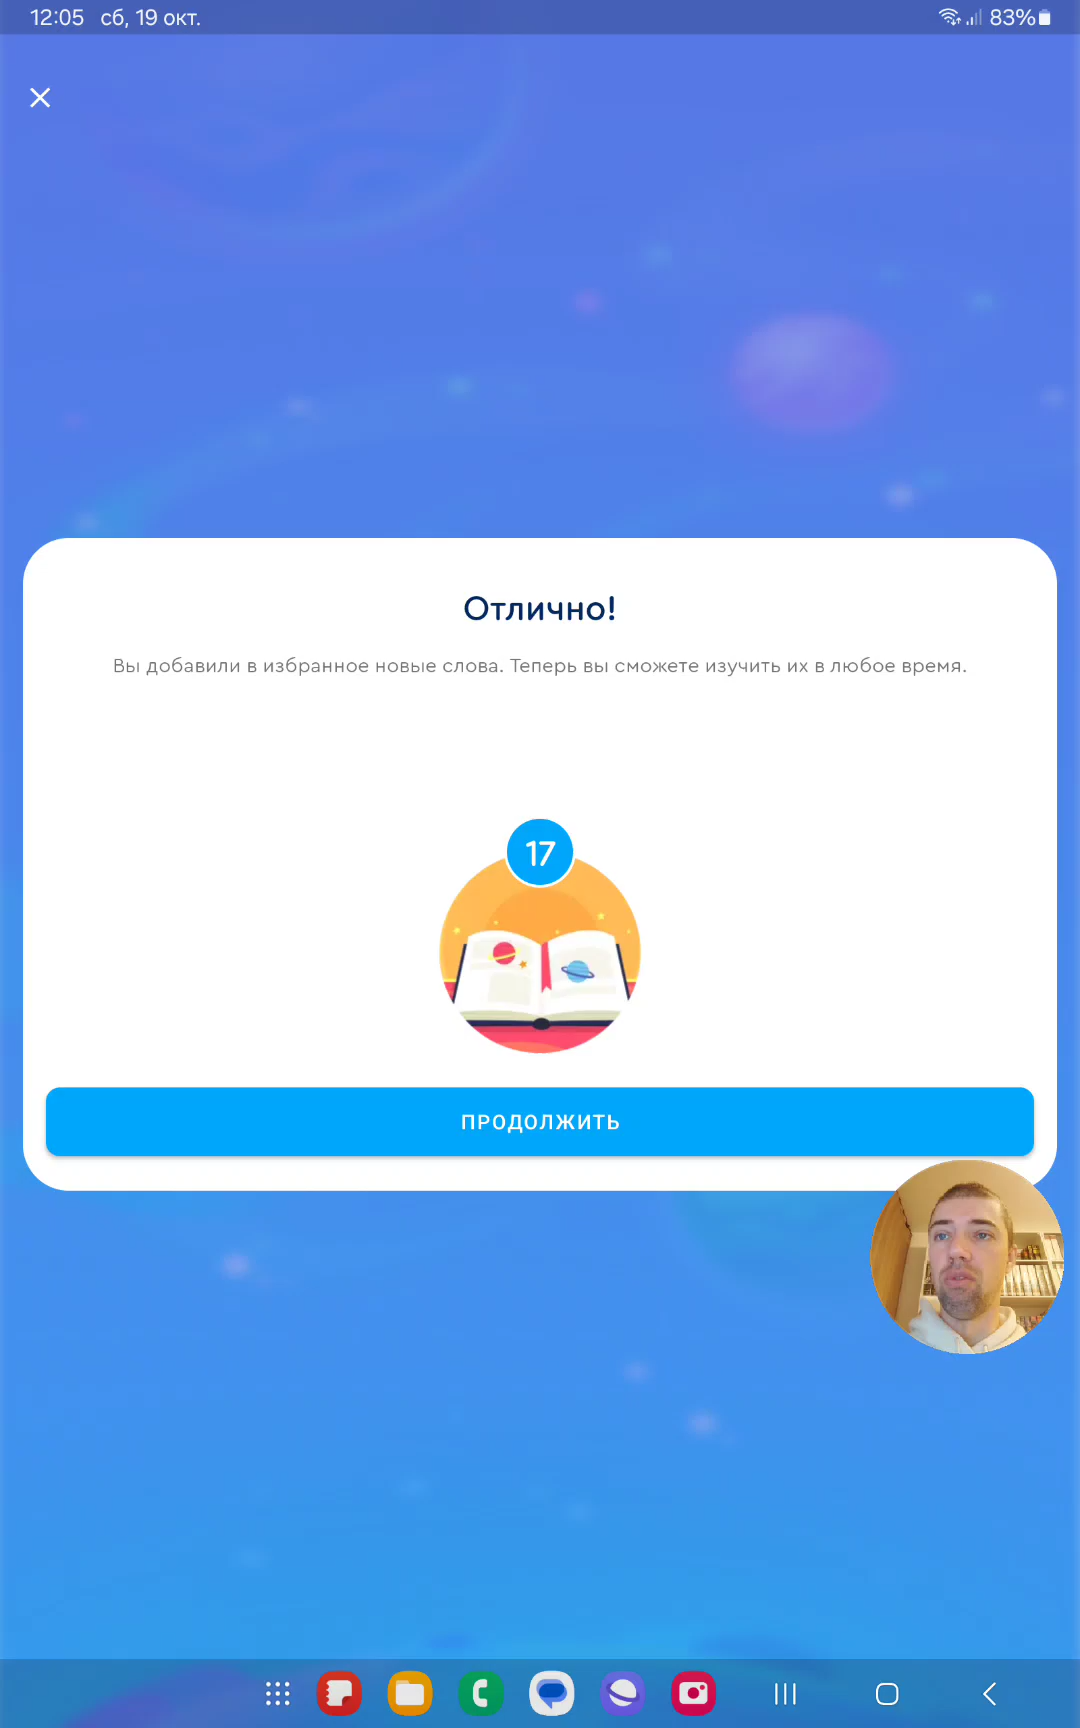 12:05 сб, 19 окт.
83%
Отлично!
Вы добавили в избранное новые слова. Теперь вы сможете изучить их в любое время.
17
ПРОДОЛЖИТЬ